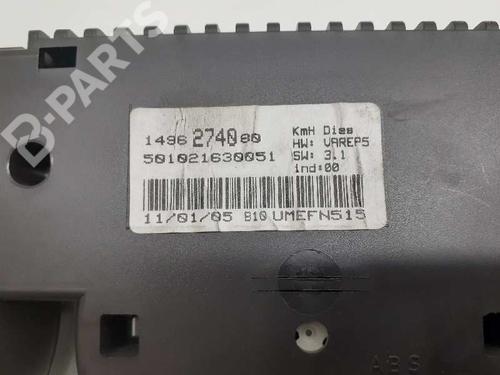 B-PARTS
1496 2740 80
501021630051
KmH Dies
HW: VAREPS
SW: 3.1
ind:00
11/01/05 B10 UMEFN515
ABS